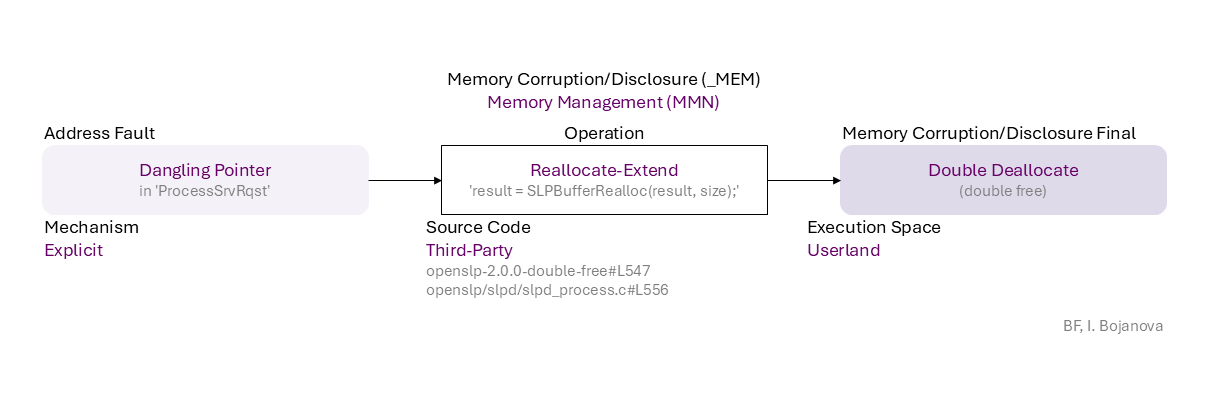 Memory Corruption/Disclosure (_MEM)
Memory Management (MMN)
Address Fault
Operation
Memory Corruption/Disclosure Final
Dangling Pointer
in 'ProcessSrvRqst'
Reallocate-Extend
'result = SLPBufferRealloc(result, size);'
Double Deallocate
(double free)
Mechanism
Explicit
Source Code
Third-Party
openslp-2.0.0-double-free#L547
openslp/slpd/slpd_process.c#L556
Execution Space
Userland
BF, I. Bojanova